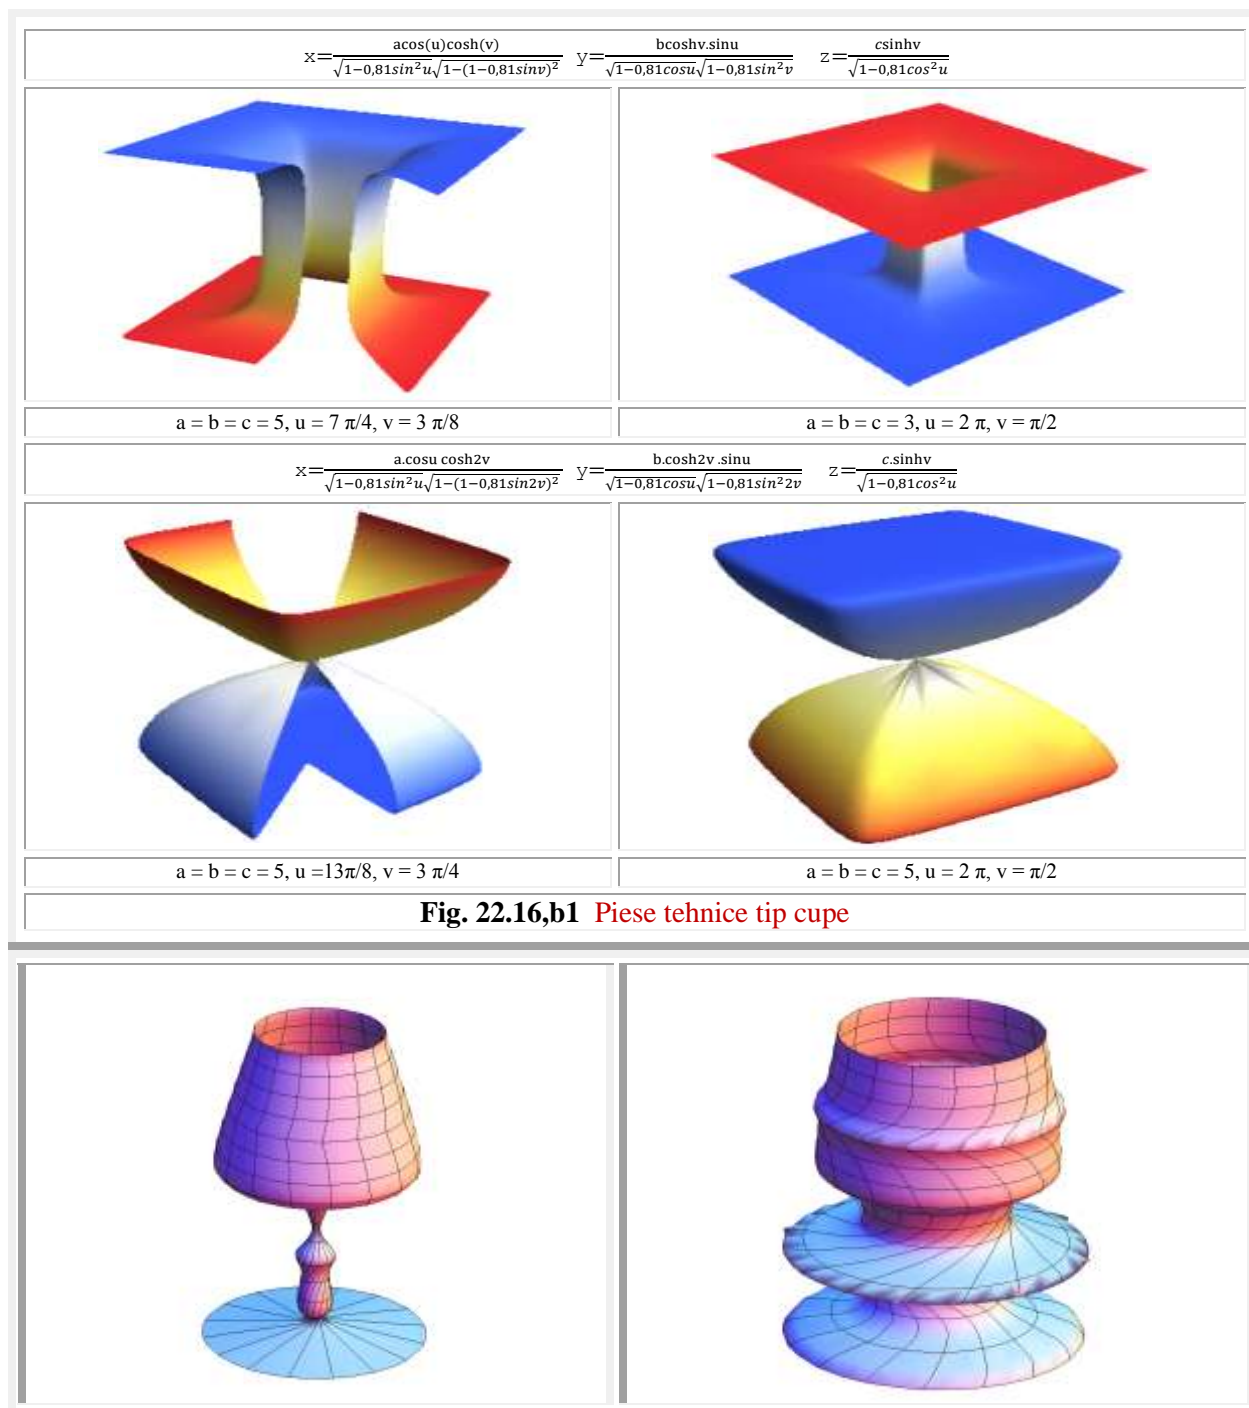 x=acos(u)cosh(v)/(√(1−0,81sin²u)√(1−(1−0,81sinv)²)) y=bcoshv.sinu/(√(1−0,81cosu)√(1−0,81sin²v)) z=csinhv/√(1−0,81cos²u)
a = b = c = 5, u = 7 π/4, v = 3 π/8
a = b = c = 3, u = 2 π, v = π/2
x=a.cosu cosh2v/(√(1−0,81sin²u)√(1−(1−0,81sin2v)²)) y=b.cosh2v .sinu/(√(1−0,81cosu)√(1−0,81sin²2v)) z=c.sinhv/√(1−0,81cos²u)
a = b = c = 5, u =13π/8, v = 3 π/4
a = b = c = 5, u = 2 π, v = π/2
Fig. 22.16,b1 Piese tehnice tip cupe